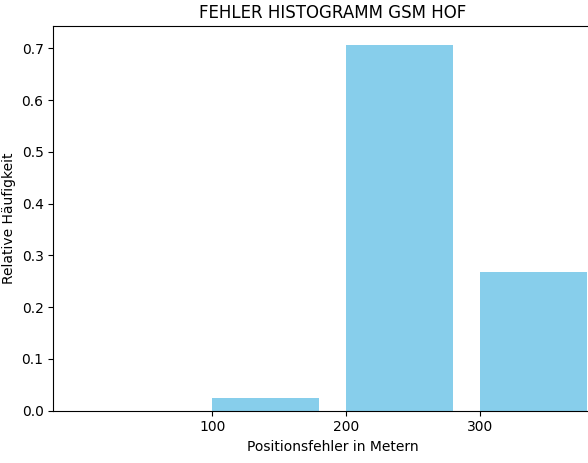 FEHLER HISTOGRAMM GSM HOF
Relative Häufigkeit
0.7
0.6
0.5
0.4
0.3
0.2
0.1
0.0
100 200 300
Positionsfehler in Metern